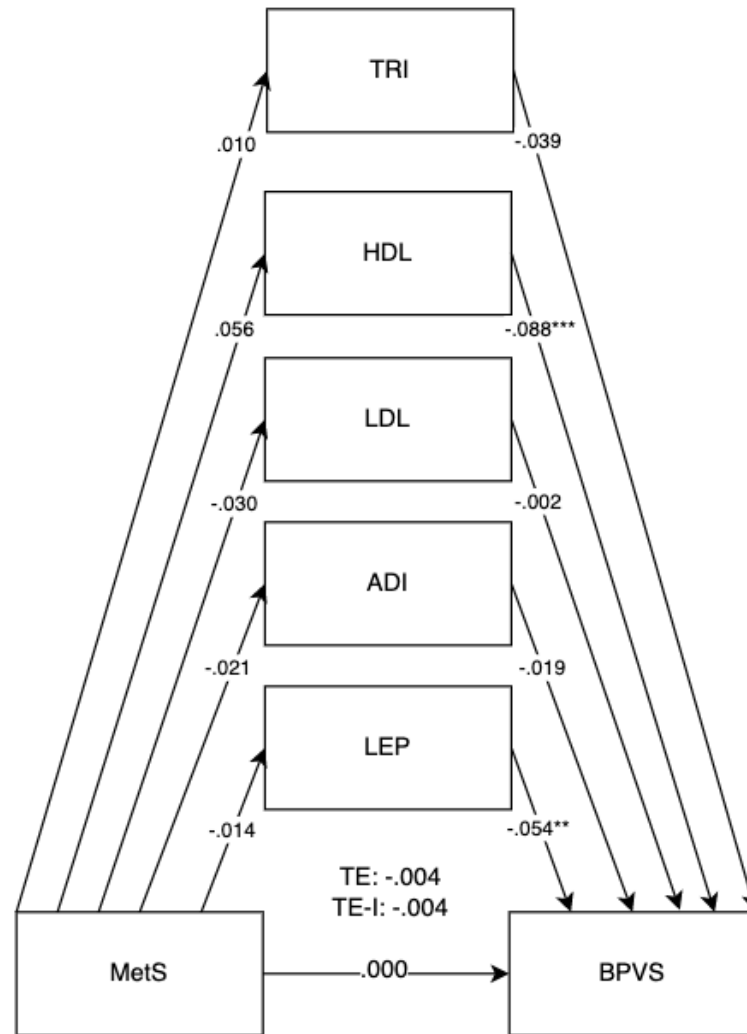 TRI
.010
-.039
HDL
.056
-.088***
LDL
-.030
-.002
ADI
-.021
-.019
LEP
-.014
-.054**
TE: -.004
TE-I: -.004
MetS
.000
BPVS